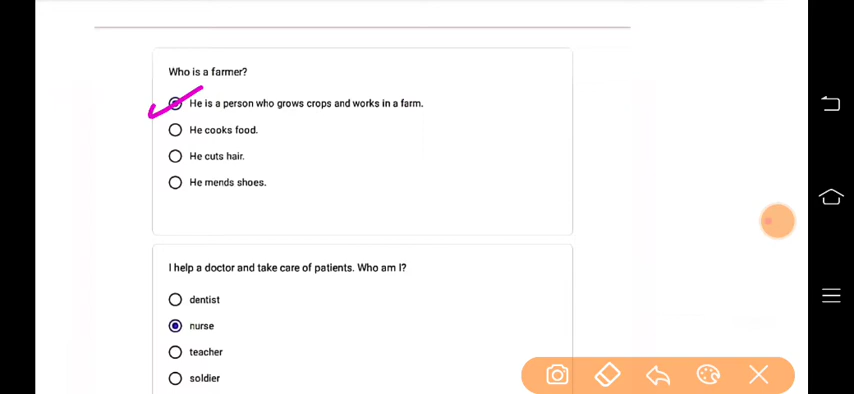 Who is a farmer?
He is a person who grows crops and works in a farm.
He cooks food.
He cuts hair.
He mends shoes.
I help a doctor and take care of patients. Who am I?
dentist
nurse
teacher
soldier